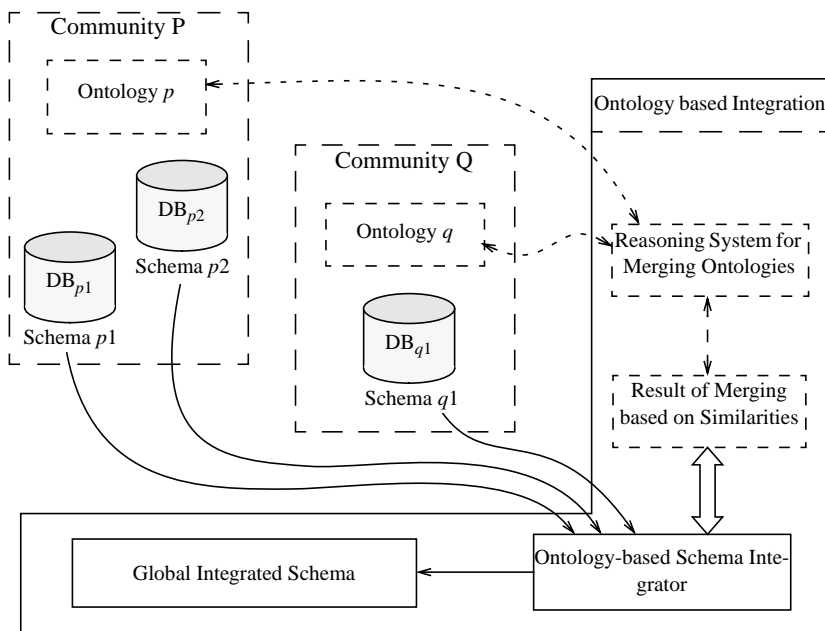 Community P
Ontology p
DBp2
Schema p2
DBp1
Schema p1
Community Q
Ontology q
DBq1
Schema q1
Ontology based Integration
Reasoning System for
Merging Ontologies
Result of Merging
based on Similarities
Ontology-based Schema Inte-
grator
Global Integrated Schema